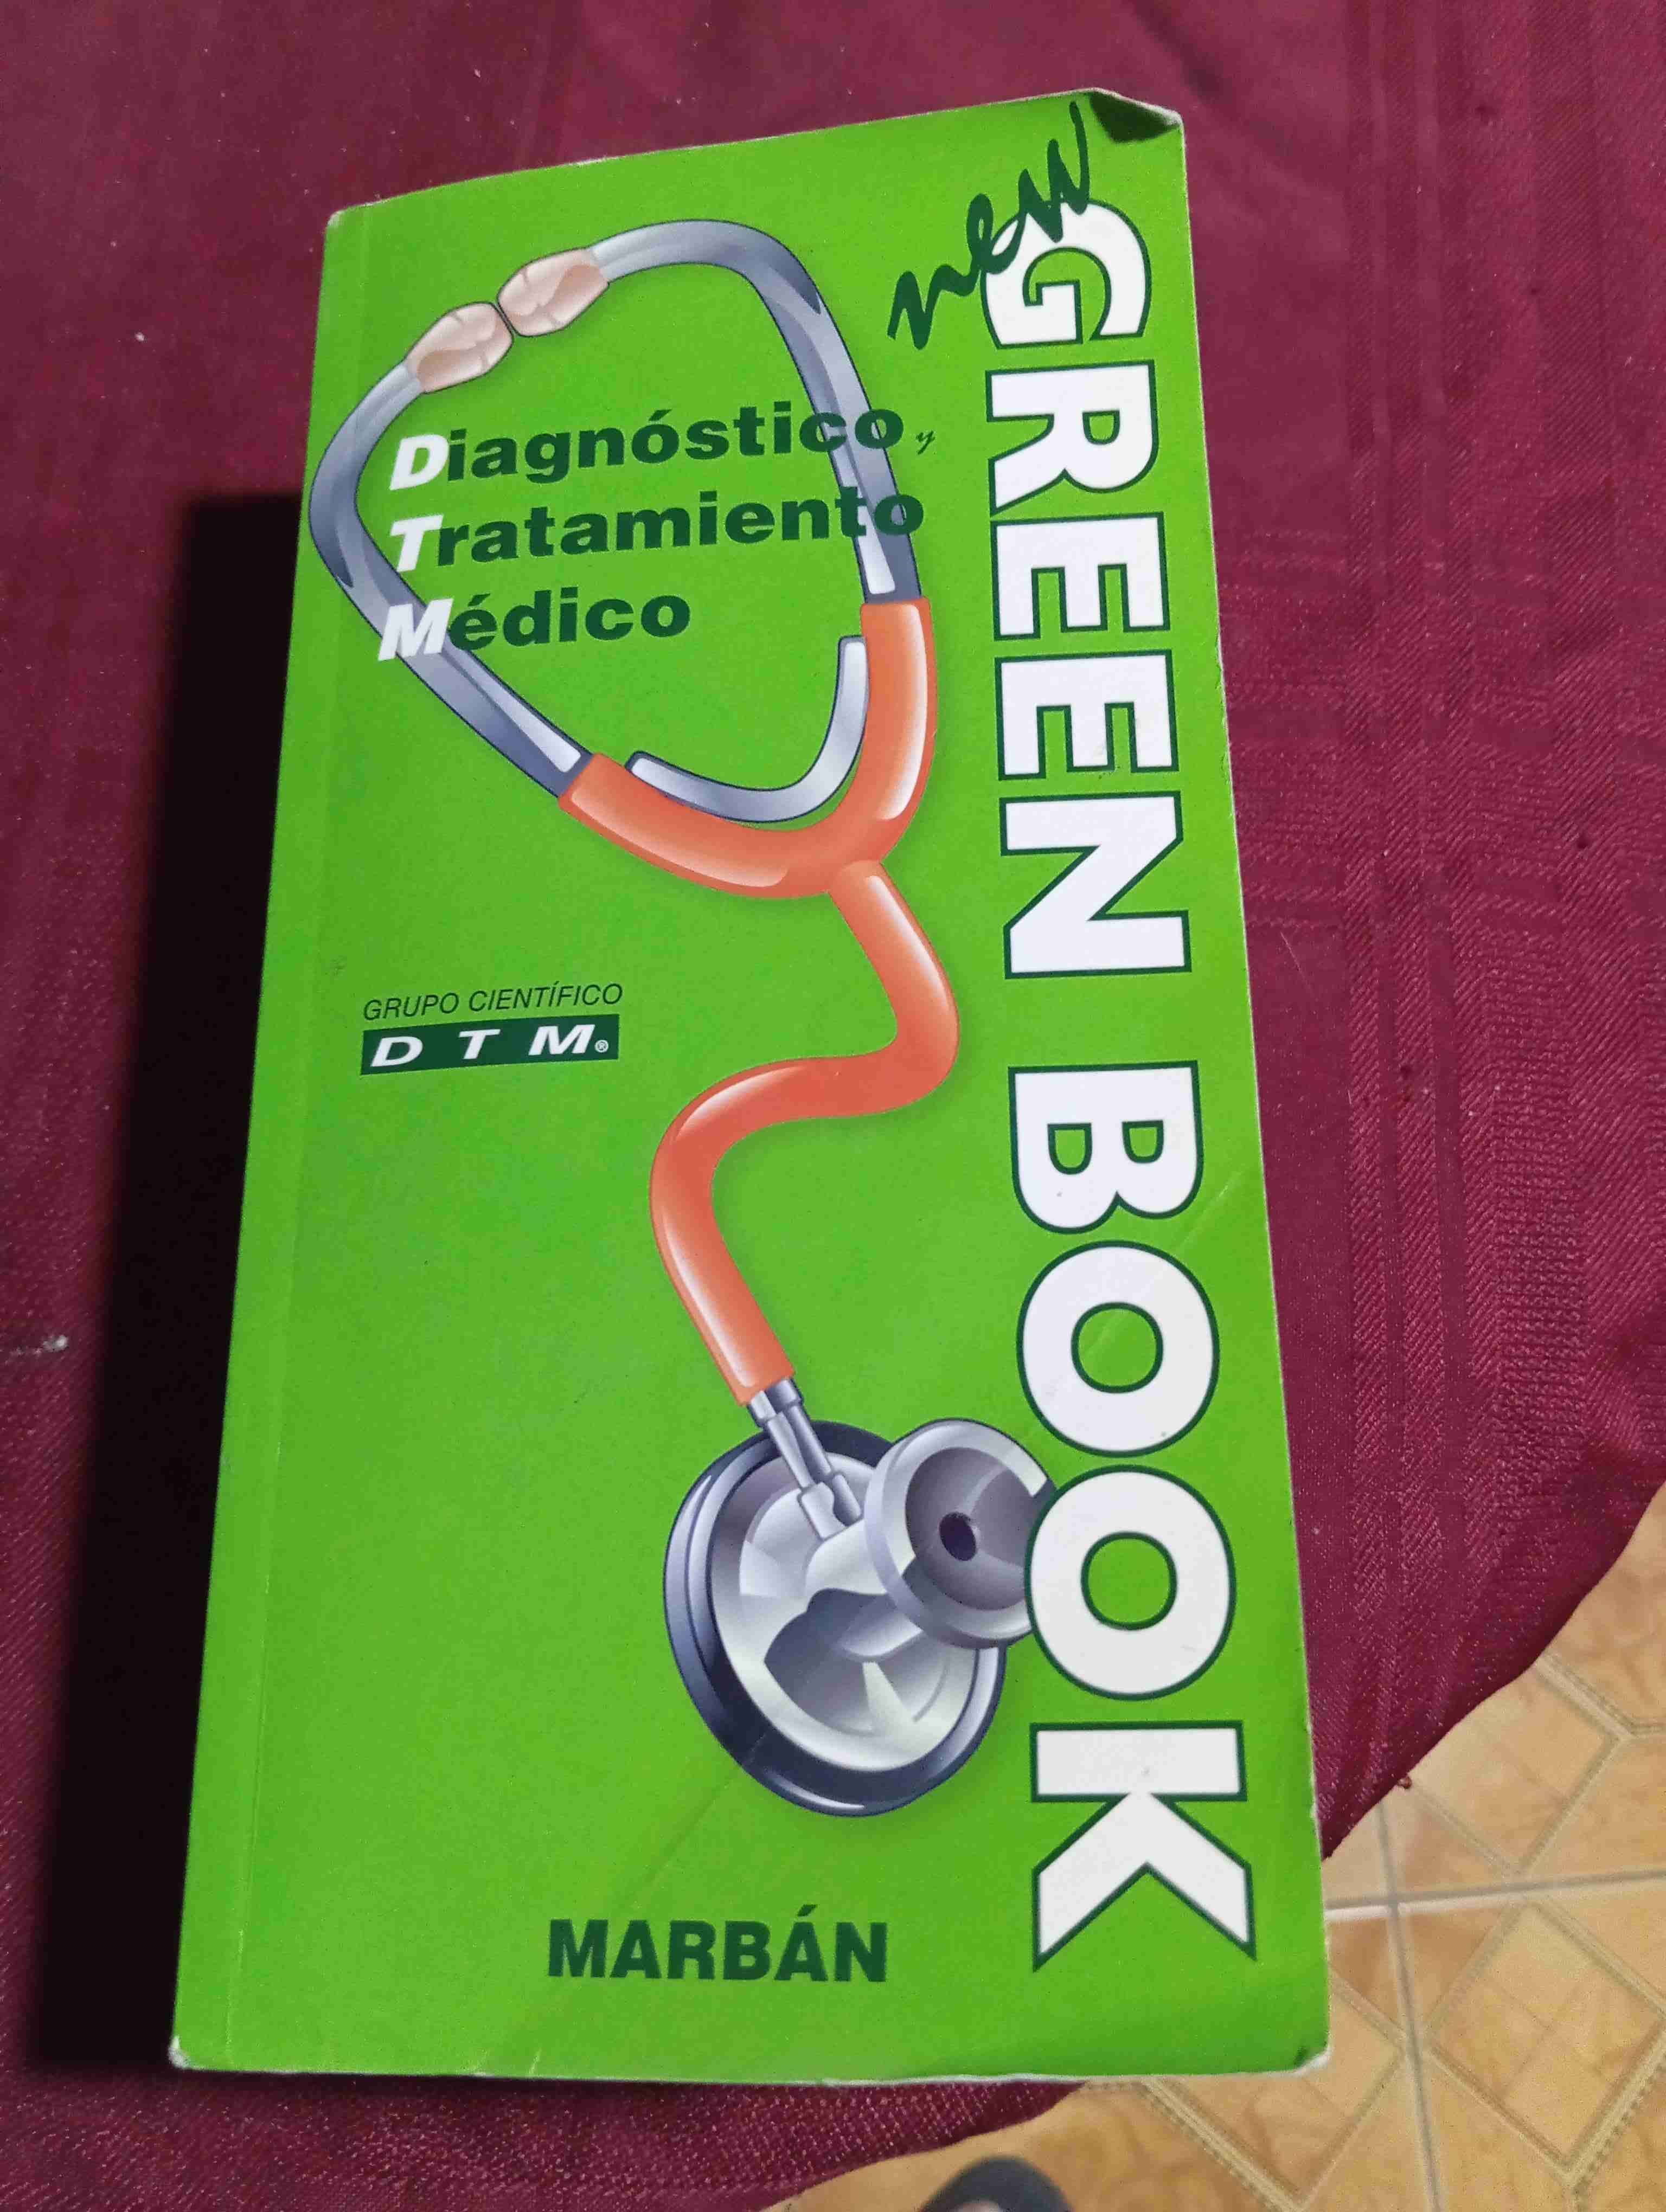 new
GREEN BOOK
Diagnóstico y
Tratamiento
Médico
GRUPO CIENTÍFICO
DTM®
MARBÁN